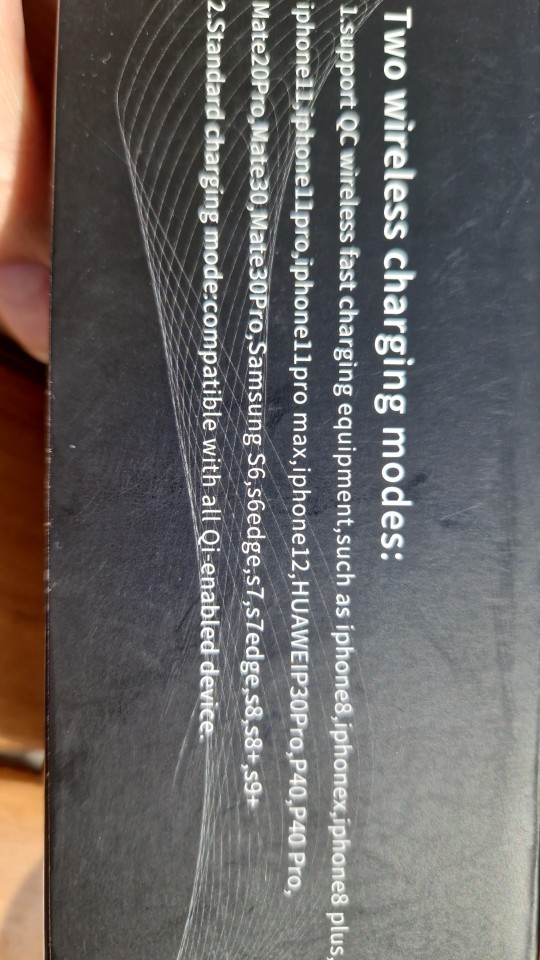 Two wireless charging modes:
1.Support QC wireless fast charging equipment,such as iphone8,iphonex,iphone8 plus,
iphone11,iphone11pro,iphone11pro max,iphone12,HUAWEIP30Pro,P40,P40 Pro,
Mate20Pro,Mate30,Mate30Pro,Samsung S6,s6edge,s7,s7edge,s8,s8+,s9+
2.Standard charging mode:compatible with all Qi-enabled device.